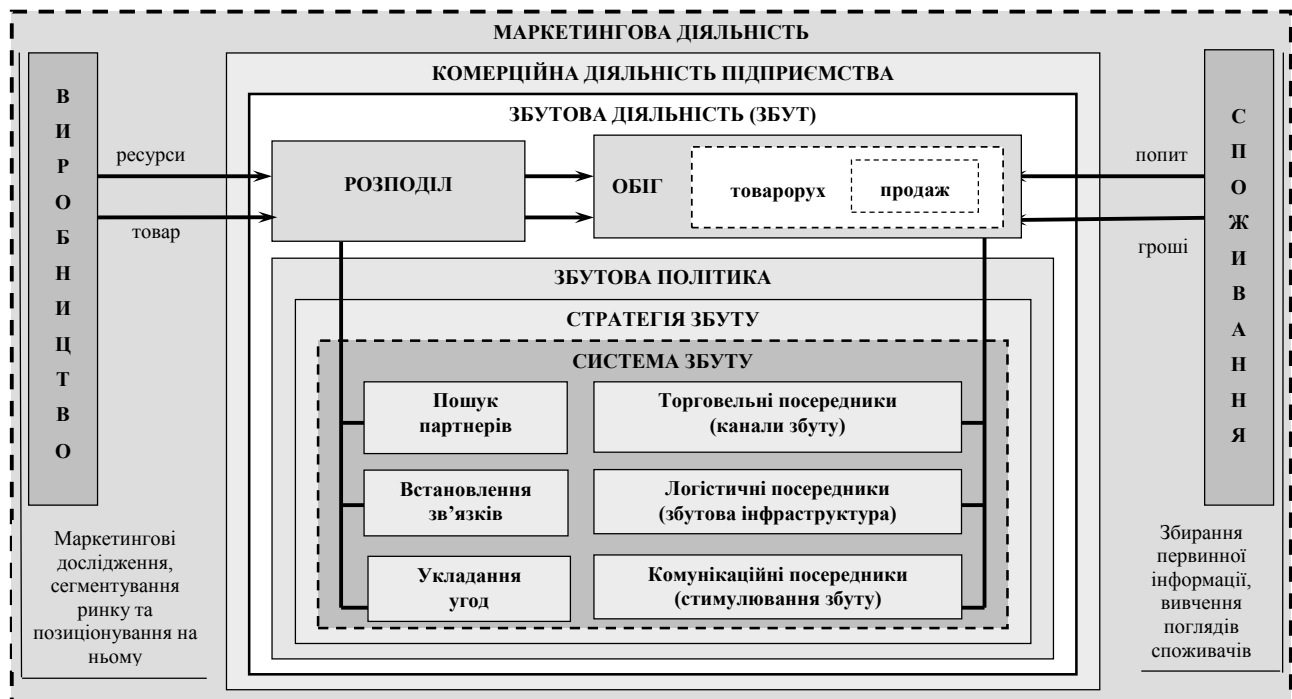 МАРКЕТИНГОВА ДІЯЛЬНІСТЬ
КОМЕРЦІЙНА ДІЯЛЬНІСТЬ ПІДПРИЄМСТВА
ЗБУТОВА ДІЯЛЬНІСТЬ (ЗБУТ)
В
И
Р
О
Б
Н
И
Ц
Т
В
О
ресурси
товар
РОЗПОДІЛ
ОБІГ
товарорух
продаж
попит
гроші
С
П
О
Ж
И
В
А
Н
Н
Я
ЗБУТОВА ПОЛІТИКА
СТРАТЕГІЯ ЗБУТУ
СИСТЕМА ЗБУТУ
Пошук
партнерів
Торговельні посередники
(канали збуту)
Встановлення
зв’язків
Логістичні посередники
(збутова інфраструктура)
Укладання
угод
Комунікаційні посередники
(стимулювання збуту)
Маркетингові
дослідження,
сегментування
ринку та
позиціонування на
ньому
Збирання
первинної
інформації,
вивчення
поглядів
споживачів